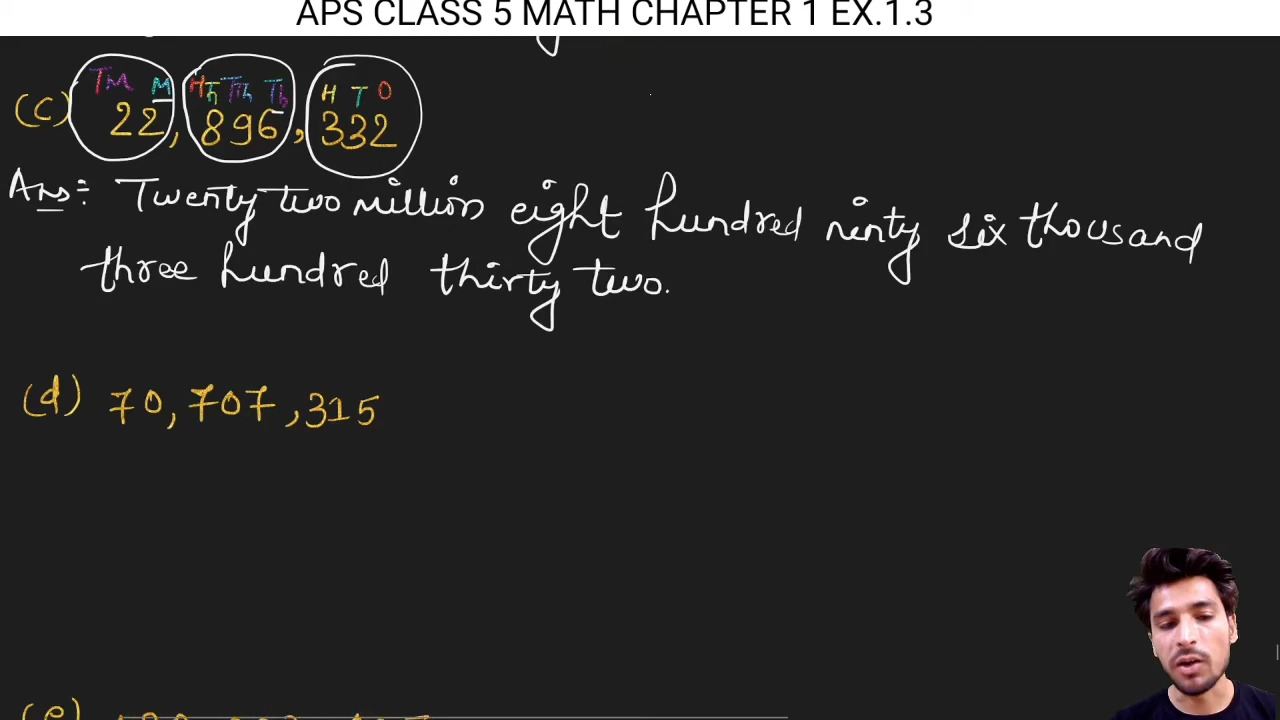 APS CLASS 5 MATH CHAPTER 1 EX.1.3
TM M HTh TTh Th H T O
(c) 22,896,332
Ans:- Twenty two million eight hundred ninty six thousand
three hundred thirty two.
(d) 70,707,315
(e)